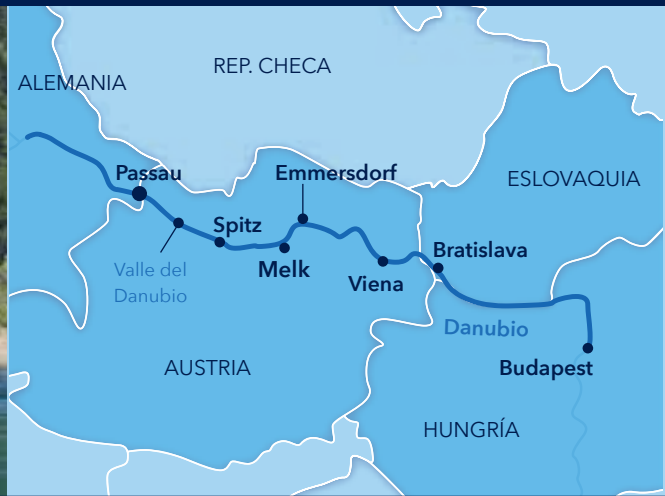 REP. CHECA
ALEMANIA
Passau
Emmersdorf
ESLOVAQUIA
Spitz
Bratislava
Valle del
Danubio
Melk
Viena
Danubio
AUSTRIA
Budapest
HUNGRÍA